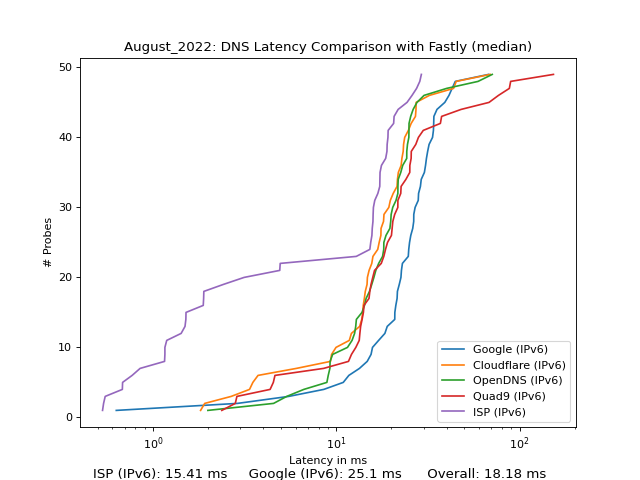 August_2022: DNS Latency Comparison with Fastly (median)
50
40
30
20
10
0
# Probes
Google (IPv6)
Cloudflare (IPv6)
OpenDNS (IPv6)
Quad9 (IPv6)
ISP (IPv6)
10⁰ 10¹ 10²
Latency in ms
ISP (IPv6): 15.41 ms Google (IPv6): 25.1 ms Overall: 18.18 ms